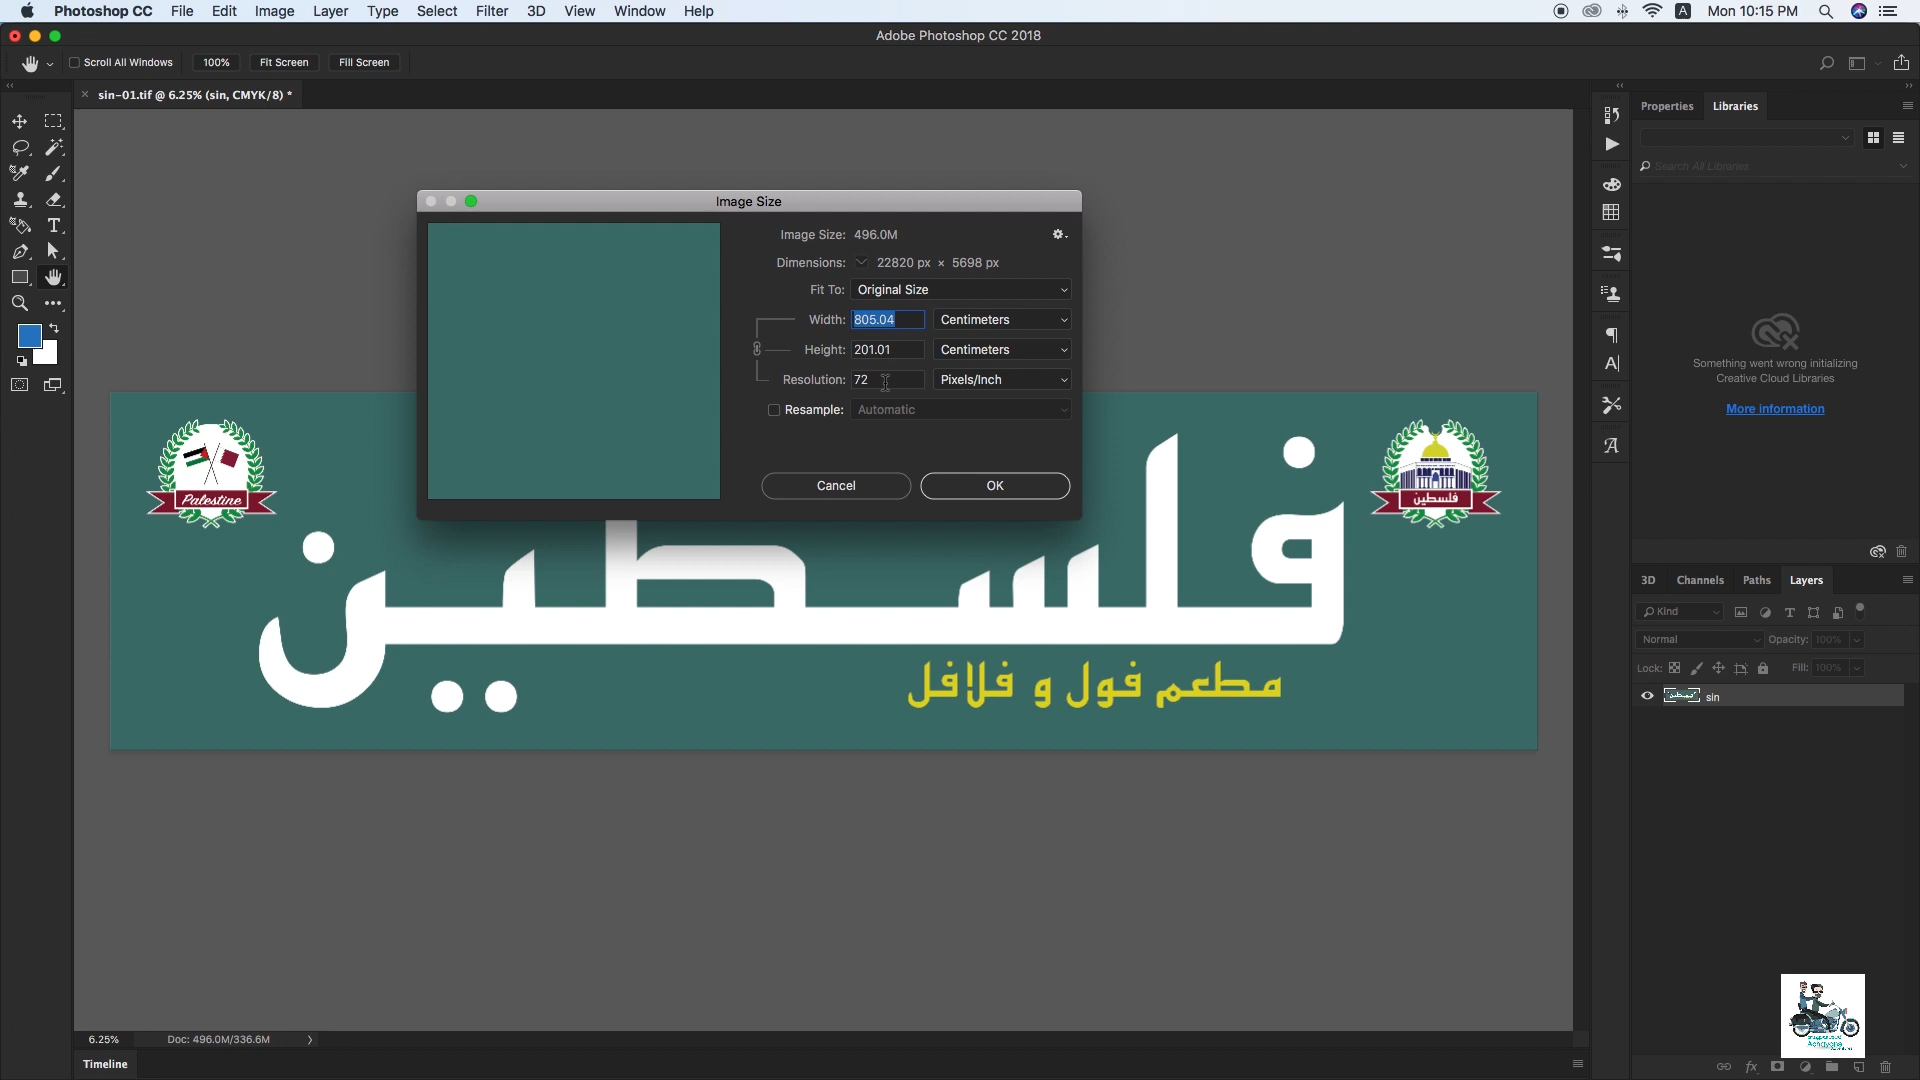 Photoshop CC File Edit Image Layer Type Select Filter 3D View Window Help
A Mon 10:15 PM
Adobe Photoshop CC 2018
Scroll All Windows 100% Fit Screen Fill Screen
sin-01.tif @ 6.25% (sin, CMYK/8) *
Properties Libraries
Search All Libraries
Image Size
Image Size: 496.0M
Dimensions: 22820 px × 5698 px
Fit To: Original Size
Width: 805.04 Centimeters
Height: 201.01 Centimeters
Resolution: 72 Pixels/Inch
Resample: Automatic
Cancel OK
Something went wrong initializing
Creative Cloud Libraries
More information
Palestine
فلسطين
فلسطين
مطعم فول و فلافل
3D Channels Paths Layers
Kind
Normal Opacity: 100%
Lock: Fill: 100%
sin
6.25% Doc: 496.0M/336.6M
Timeline